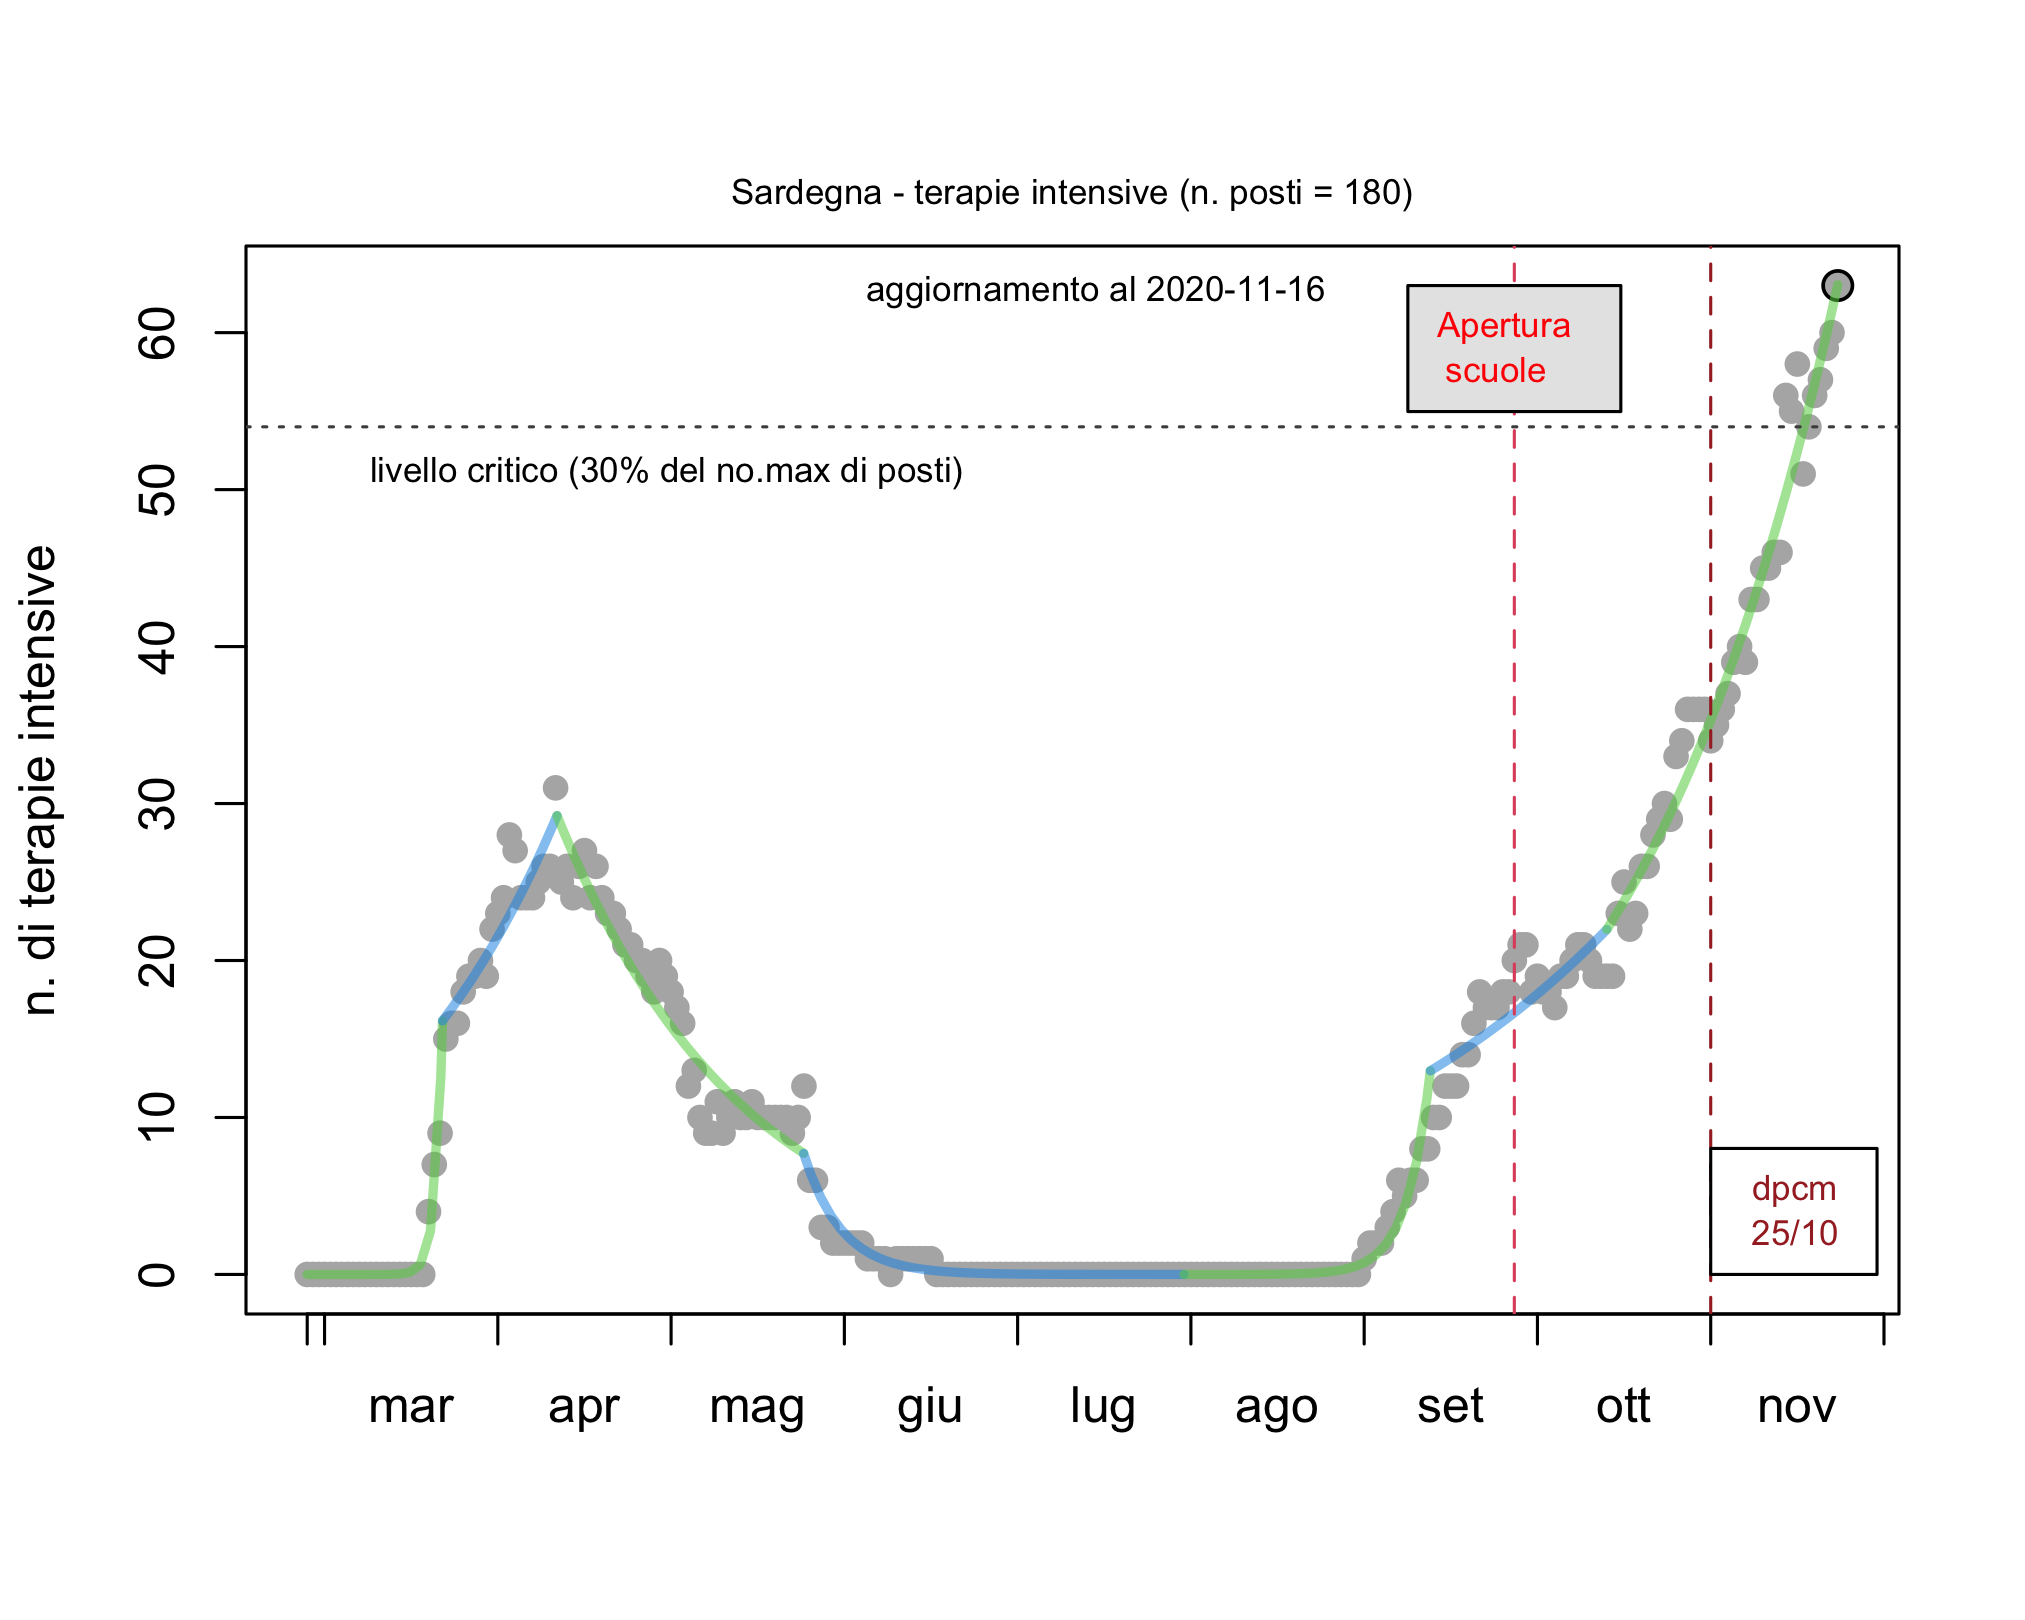 Sardegna - terapie intensive (n. posti = 180)
aggiornamento al 2020-11-16
Apertura
scuole
livello critico (30% del no.max di posti)
n. di terapie intensive
60
50
40
30
20
10
0
dpcm
25/10
mar apr mag giu lug ago set ott nov